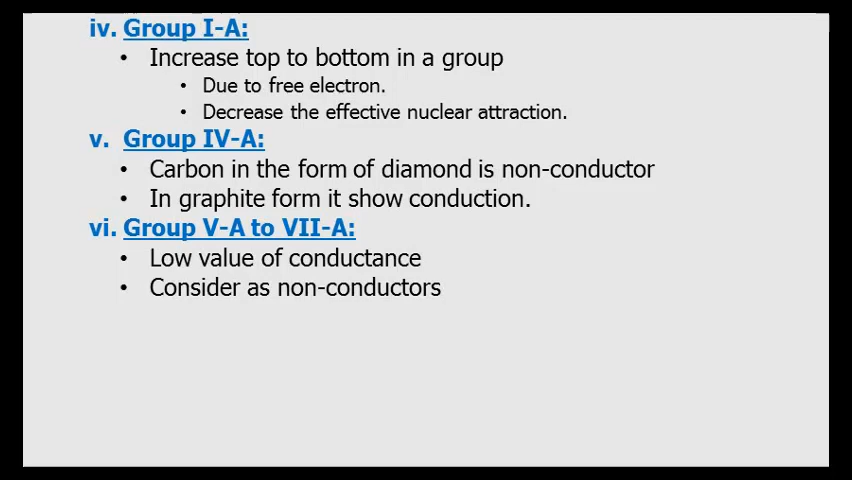 iv. Group I-A:
• Increase top to bottom in a group
• Due to free electron.
• Decrease the effective nuclear attraction.
v. Group IV-A:
• Carbon in the form of diamond is non-conductor
• In graphite form it show conduction.
vi. Group V-A to VII-A:
• Low value of conductance
• Consider as non-conductors